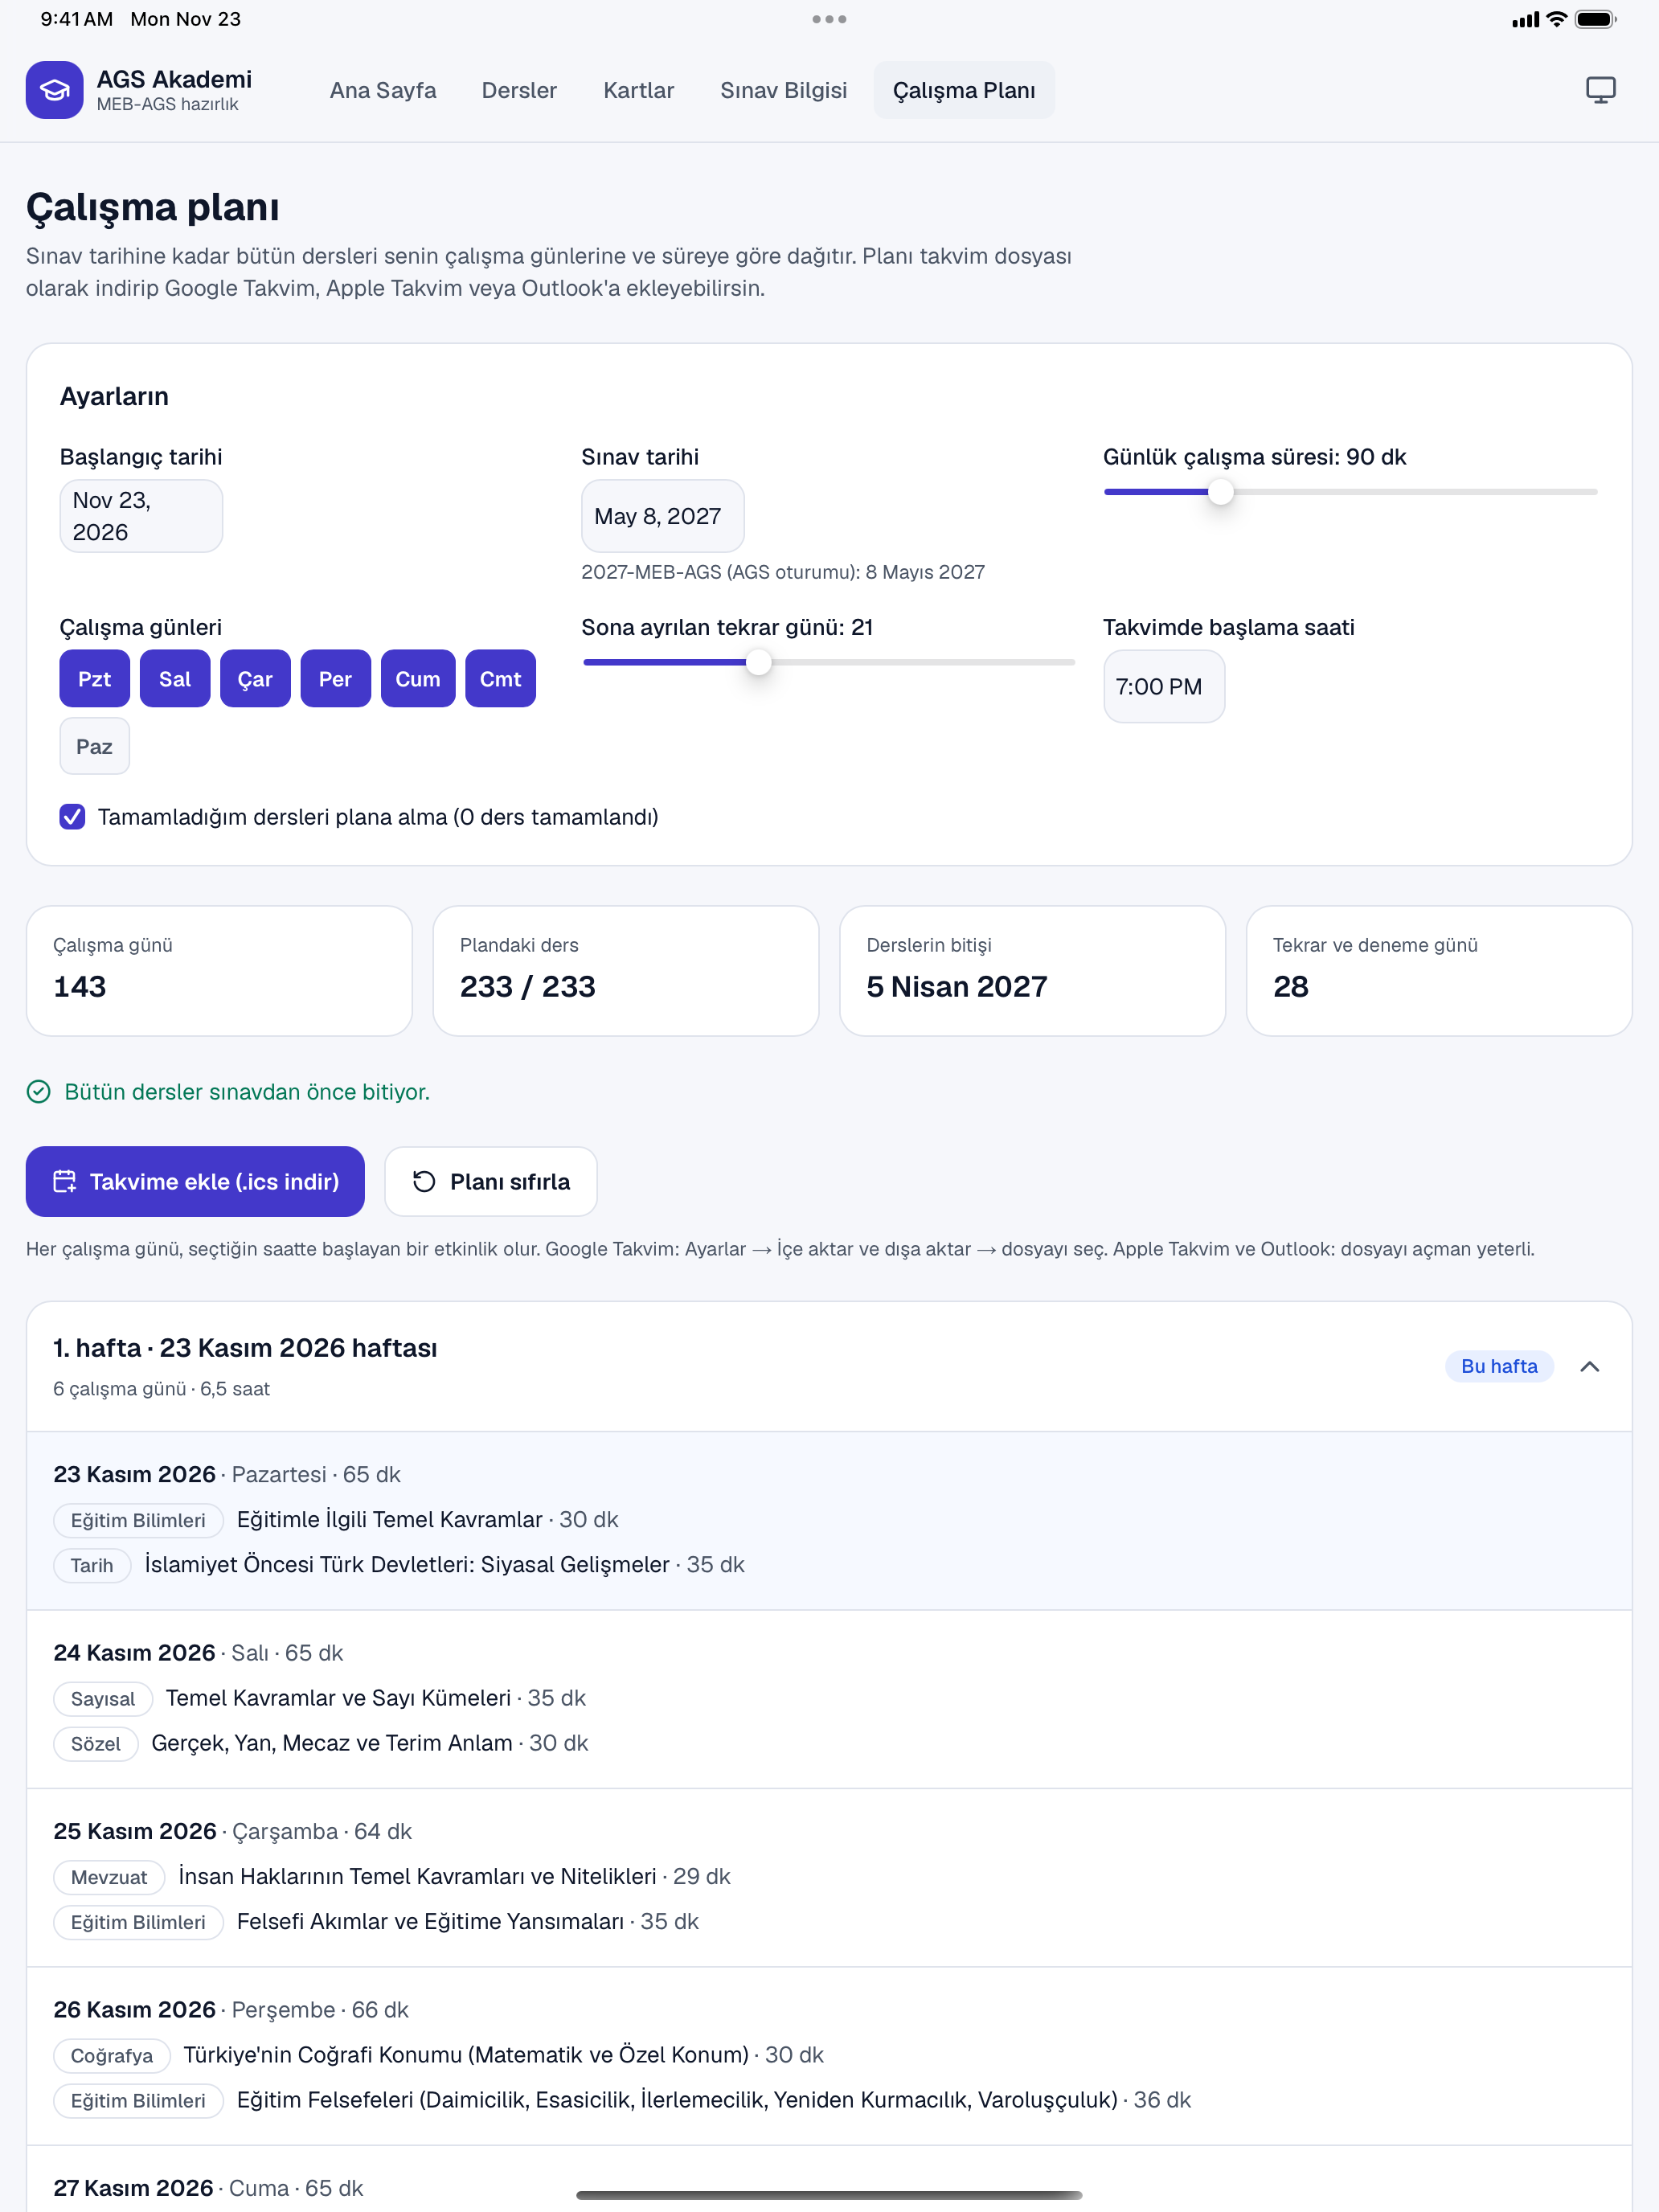 9:41 AM Mon Nov 23
AGS Akademi
MEB-AGS hazırlık
Ana Sayfa
Dersler
Kartlar
Sınav Bilgisi
Çalışma Planı
Çalışma planı
Sınav tarihine kadar bütün dersleri senin çalışma günlerine ve süreye göre dağıtır. Planı takvim dosyası
olarak indirip Google Takvim, Apple Takvim veya Outlook'a ekleyebilirsin.
Ayarların
Başlangıç tarihi
Nov 23,
2026
Sınav tarihi
May 8, 2027
2027-MEB-AGS (AGS oturumu): 8 Mayıs 2027
Günlük çalışma süresi: 90 dk
Çalışma günleri
Pzt Sal Çar Per Cum Cmt
Paz
Sona ayrılan tekrar günü: 21
Takvimde başlama saati
7:00 PM
Tamamladığım dersleri plana alma (0 ders tamamlandı)
Çalışma günü
143
Plandaki ders
233 / 233
Derslerin bitişi
5 Nisan 2027
Tekrar ve deneme günü
28
Bütün dersler sınavdan önce bitiyor.
Takvime ekle (.ics indir)
Planı sıfırla
Her çalışma günü, seçtiğin saatte başlayan bir etkinlik olur. Google Takvim: Ayarlar → İçe aktar ve dışa aktar → dosyayı seç. Apple Takvim ve Outlook: dosyayı açman yeterli.
1. hafta · 23 Kasım 2026 haftası
6 çalışma günü · 6,5 saat
Bu hafta
23 Kasım 2026 · Pazartesi · 65 dk
Eğitim Bilimleri Eğitimle İlgili Temel Kavramlar · 30 dk
Tarih İslamiyet Öncesi Türk Devletleri: Siyasal Gelişmeler · 35 dk
24 Kasım 2026 · Salı · 65 dk
Sayısal Temel Kavramlar ve Sayı Kümeleri · 35 dk
Sözel Gerçek, Yan, Mecaz ve Terim Anlam · 30 dk
25 Kasım 2026 · Çarşamba · 64 dk
Mevzuat İnsan Haklarının Temel Kavramları ve Nitelikleri · 29 dk
Eğitim Bilimleri Felsefi Akımlar ve Eğitime Yansımaları · 35 dk
26 Kasım 2026 · Perşembe · 66 dk
Coğrafya Türkiye'nin Coğrafi Konumu (Matematik ve Özel Konum) · 30 dk
Eğitim Bilimleri Eğitim Felsefeleri (Daimicilik, Esasicilik, İlerlemecilik, Yeniden Kurmacılık, Varoluşçuluk) · 36 dk
27 Kasım 2026 · Cuma · 65 dk